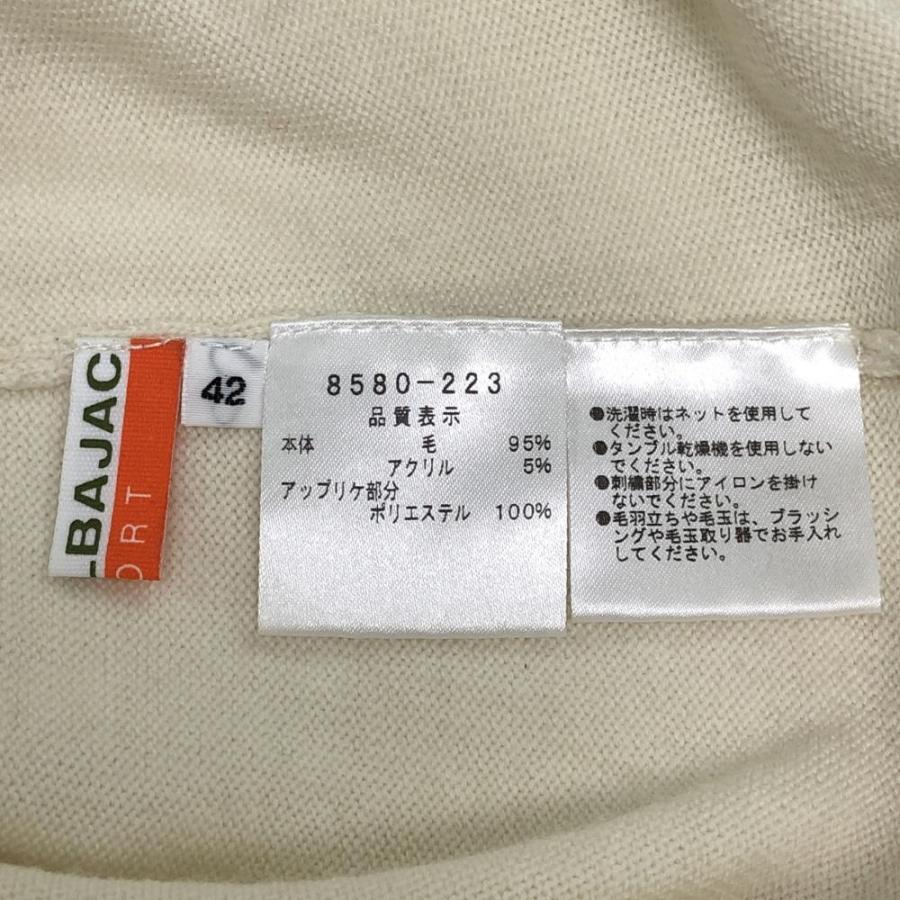 -BAJAC
ORT
42
8580-223
品質表示
本体 毛 95%
アクリル 5%
アップリケ部分
ポリエステル 100%
●洗濯時はネットを使用して
ください。
●タンブル乾燥機を使用しない
でください。
●刺繍部分にアイロンを掛け
ないでください。
●毛羽立ちや毛玉は、ブラッシ
ングや毛玉取り器でお手入れ
してください。